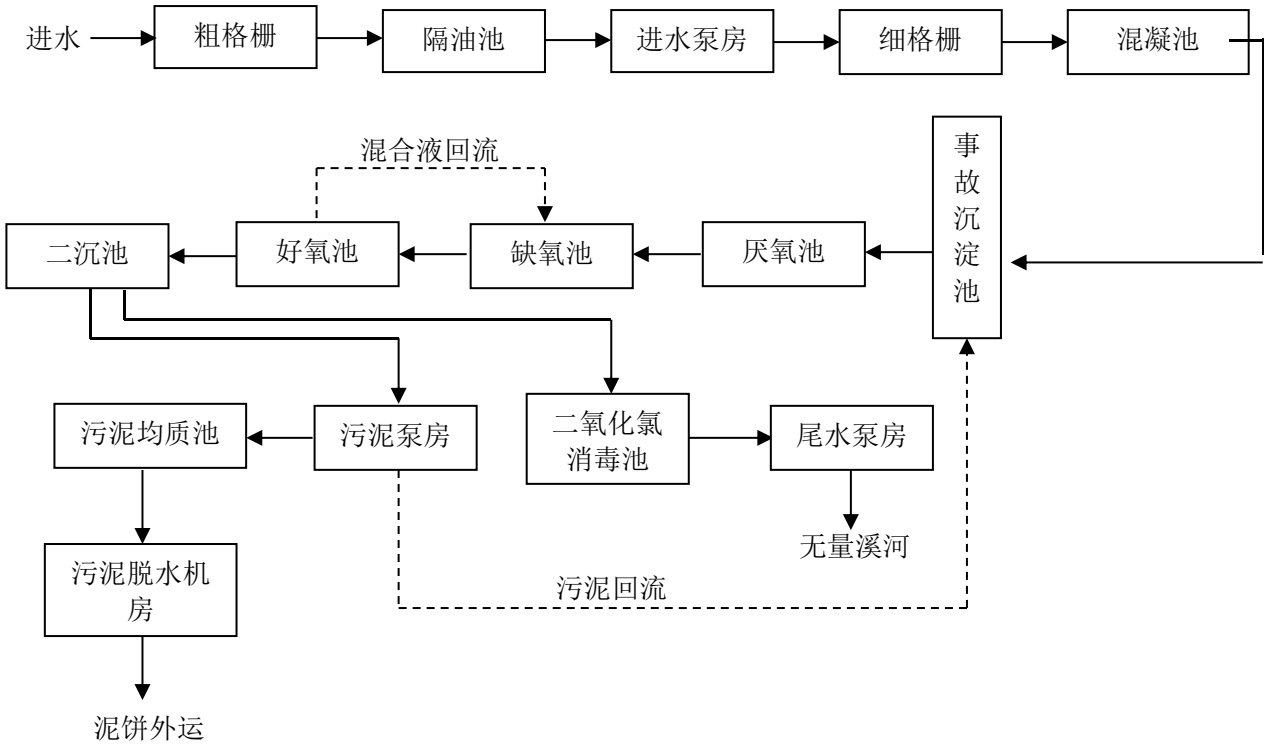 进水
粗格栅
隔油池
进水泵房
细格栅
混凝池
事故沉淀池
混合液回流
二沉池
好氧池
缺氧池
厌氧池
污泥均质池
污泥泵房
二氧化氯
消毒池
尾水泵房
无量溪河
污泥脱水机
房
污泥回流
泥饼外运